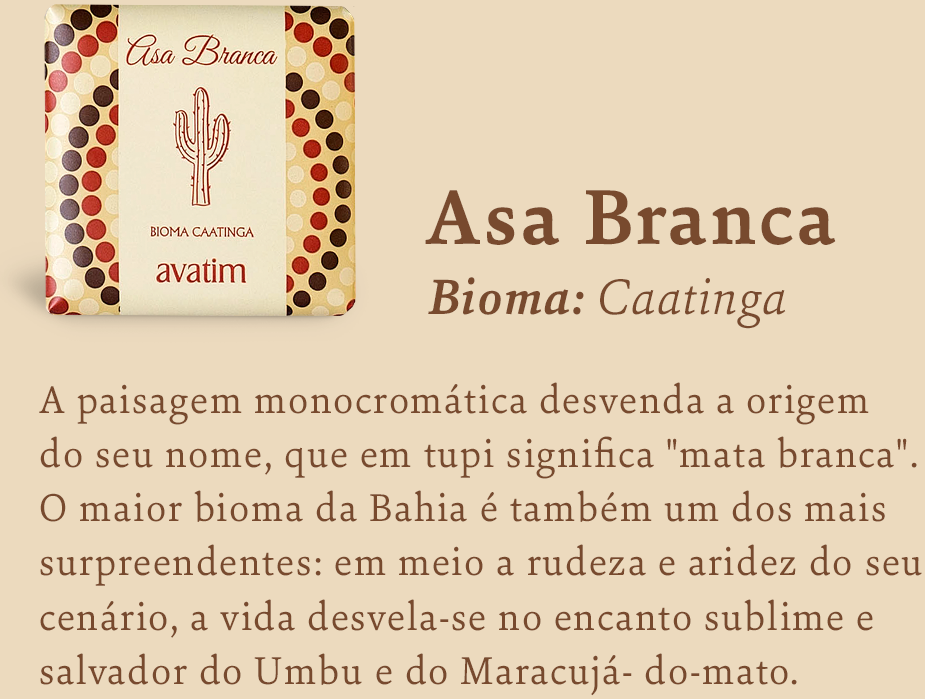 Asa Branca
BIOMA CAATINGA
avatim
Asa Branca
Bioma: Caatinga
A paisagem monocromática desvenda a origem
do seu nome, que em tupi significa "mata branca".
O maior bioma da Bahia é também um dos mais
surpreendentes: em meio a rudeza e aridez do seu
cenário, a vida desvela-se no encanto sublime e
salvador do Umbu e do Maracujá- do-mato.